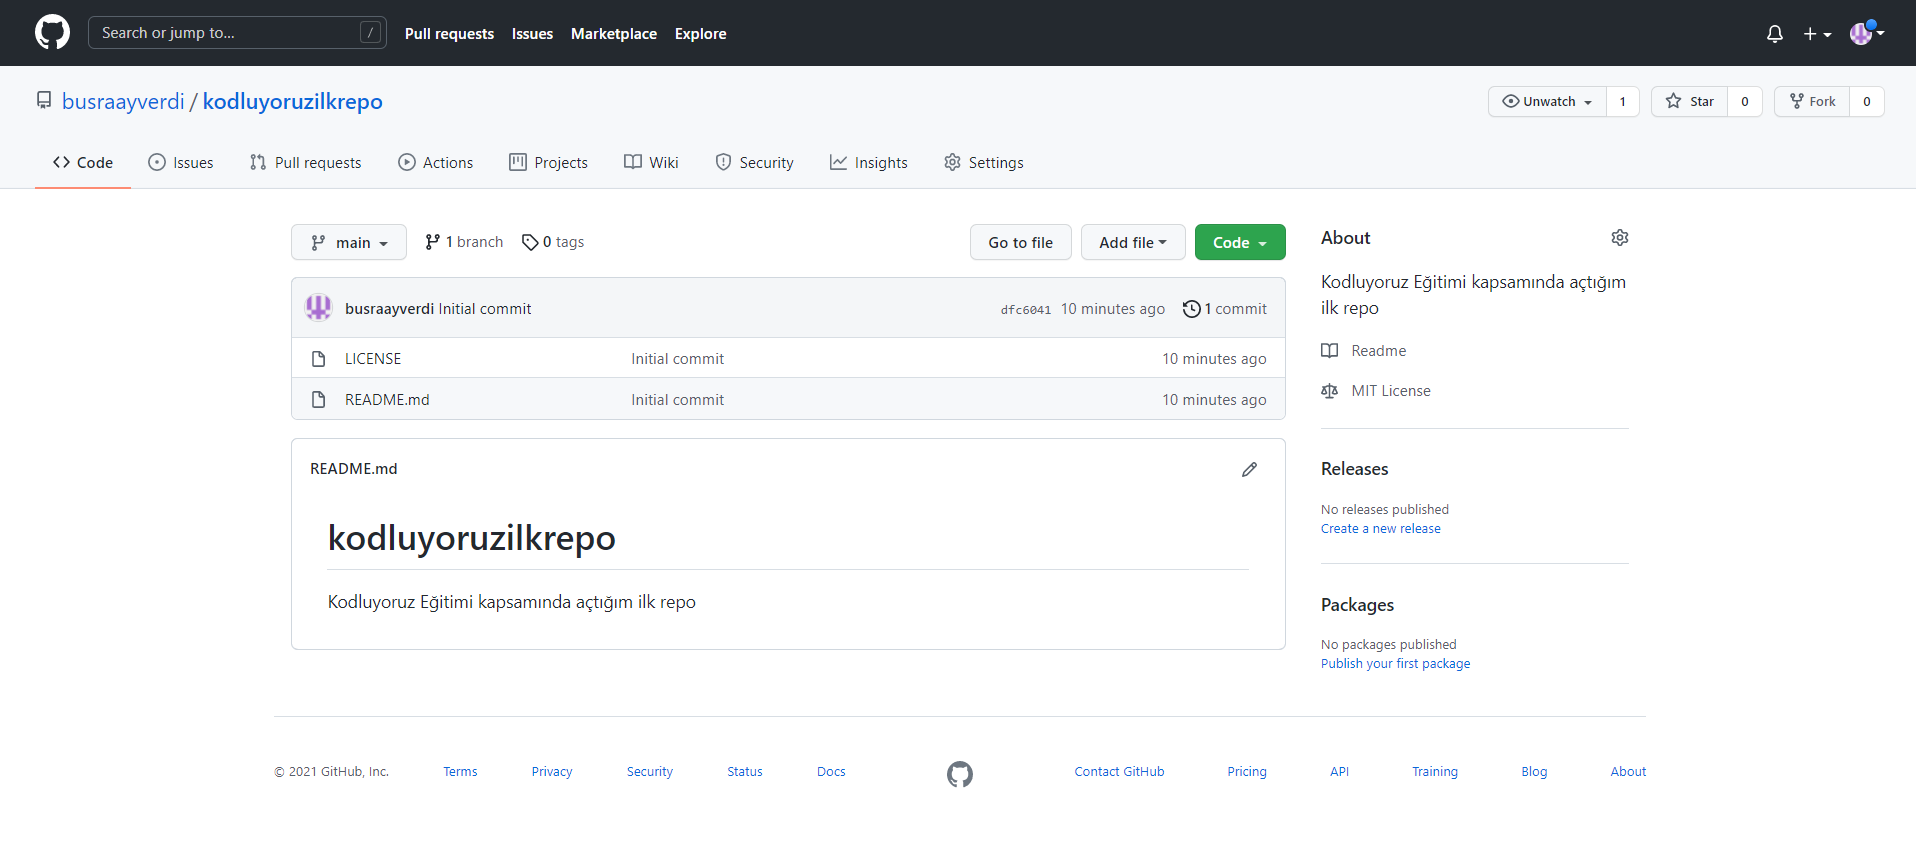 Search or jump to... /
Pull requests Issues Marketplace Explore
busraayverdi / kodluyoruzilkrepo
Unwatch 1 Star 0 Fork 0
Code Issues Pull requests Actions Projects Wiki Security Insights Settings
main 1 branch 0 tags Go to file Add file Code
busraayverdi Initial commit dfc6041 10 minutes ago 1 commit
LICENSE Initial commit 10 minutes ago
README.md Initial commit 10 minutes ago
README.md
kodluyoruzilkrepo
Kodluyoruz Eğitimi kapsamında açtığım ilk repo
About
Kodluyoruz Eğitimi kapsamında açtığım
ilk repo
Readme
MIT License
Releases
No releases published
Create a new release
Packages
No packages published
Publish your first package
© 2021 GitHub, Inc. Terms Privacy Security Status Docs Contact GitHub Pricing API Training Blog About